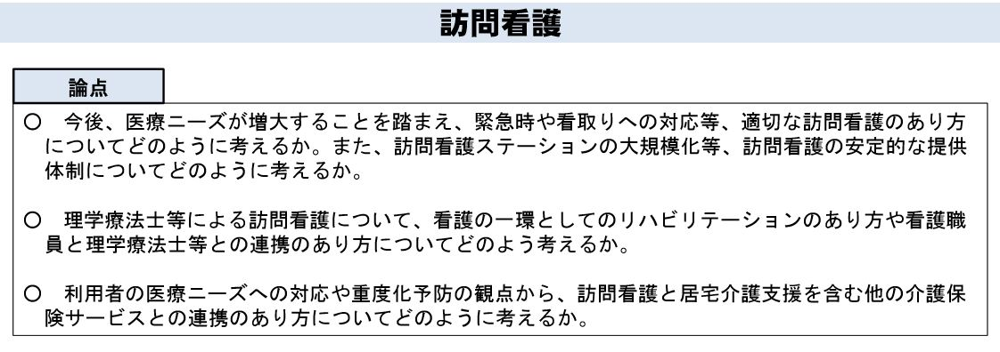 訪問看護
論点
○　今後、医療ニーズが増大することを踏まえ、緊急時や看取りへの対応等、適切な訪問看護のあり方
についてどのように考えるか。また、訪問看護ステーションの大規模化等、訪問看護の安定的な提供
体制についてどのように考えるか。
○　理学療法士等による訪問看護について、看護の一環としてのリハビリテーションのあり方や看護職
員と理学療法士等との連携のあり方についてどのよう考えるか。
○　利用者の医療ニーズへの対応や重度化予防の観点から、訪問看護と居宅介護支援を含む他の介護保
険サービスとの連携のあり方についてどのように考えるか。